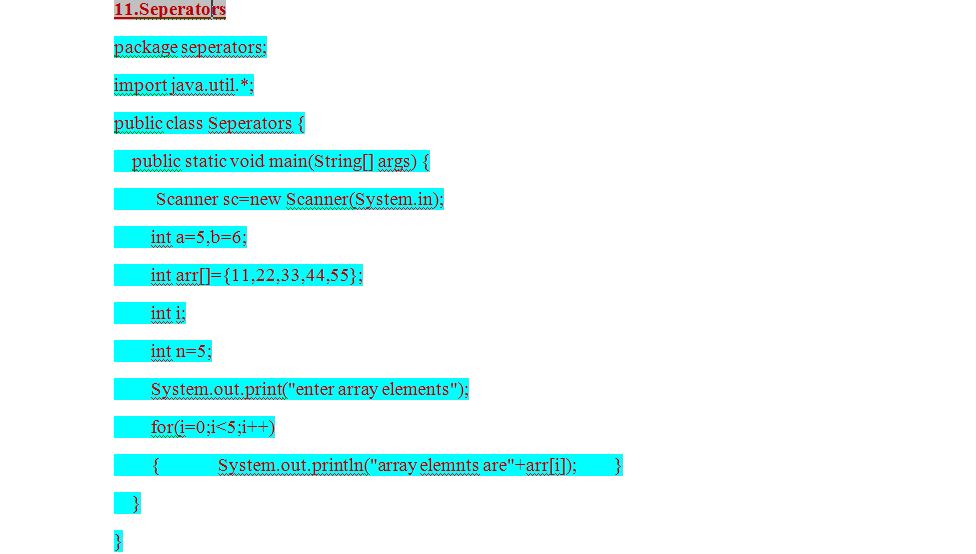 11.Seperators
package seperators;
import java.util.*;
public class Seperators {
public static void main(String[] args) {
Scanner sc=new Scanner(System.in);
int a=5,b=6;
int arr[]={11,22,33,44,55};
int i;
int n=5;
System.out.print("enter array elements");
for(i=0;i<5;i++)
{ System.out.println("array elemnts are"+arr[i]); }
}
}